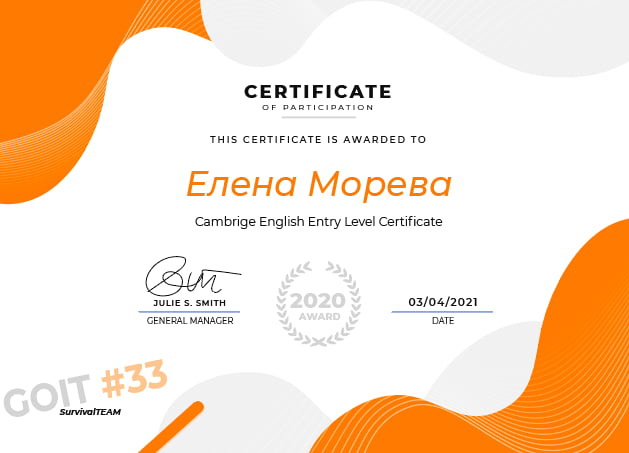 CERTIFICATE
OF PARTICIPATION
THIS CERTIFICATE IS AWARDED TO
Елена Морева
Cambrige English Entry Level Certificate
JULIE S. SMITH
GENERAL MANAGER
2020
AWARD
03/04/2021
DATE
GOIT #33
SurvivalTEAM